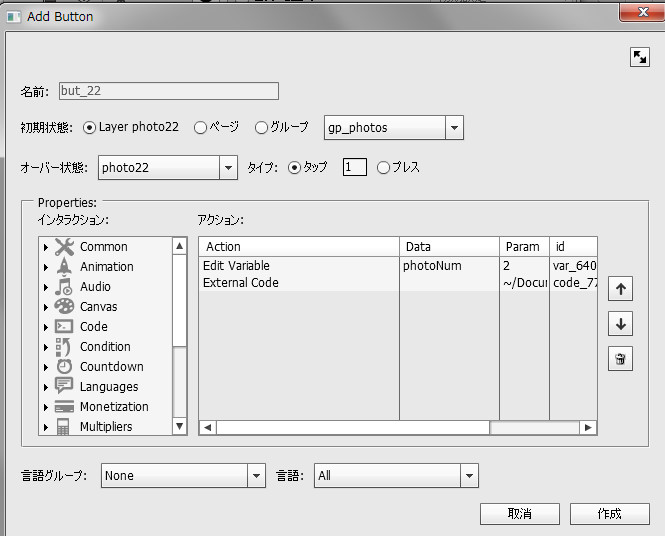 Add Button
名前: but_22
初期状態: Layer photo22 ページ グループ gp_photos
オーバー状態: photo22 タイプ: タップ 1 プレス
Properties:
インタラクション: アクション:
Common
Animation
Audio
Canvas
Code
Condition
Countdown
Languages
Monetization
Multipliers
Action Data Param id
Edit Variable photoNum 2 var_640
External Code ~/Docur code_77
言語グループ: None 言語: All
取消 作成